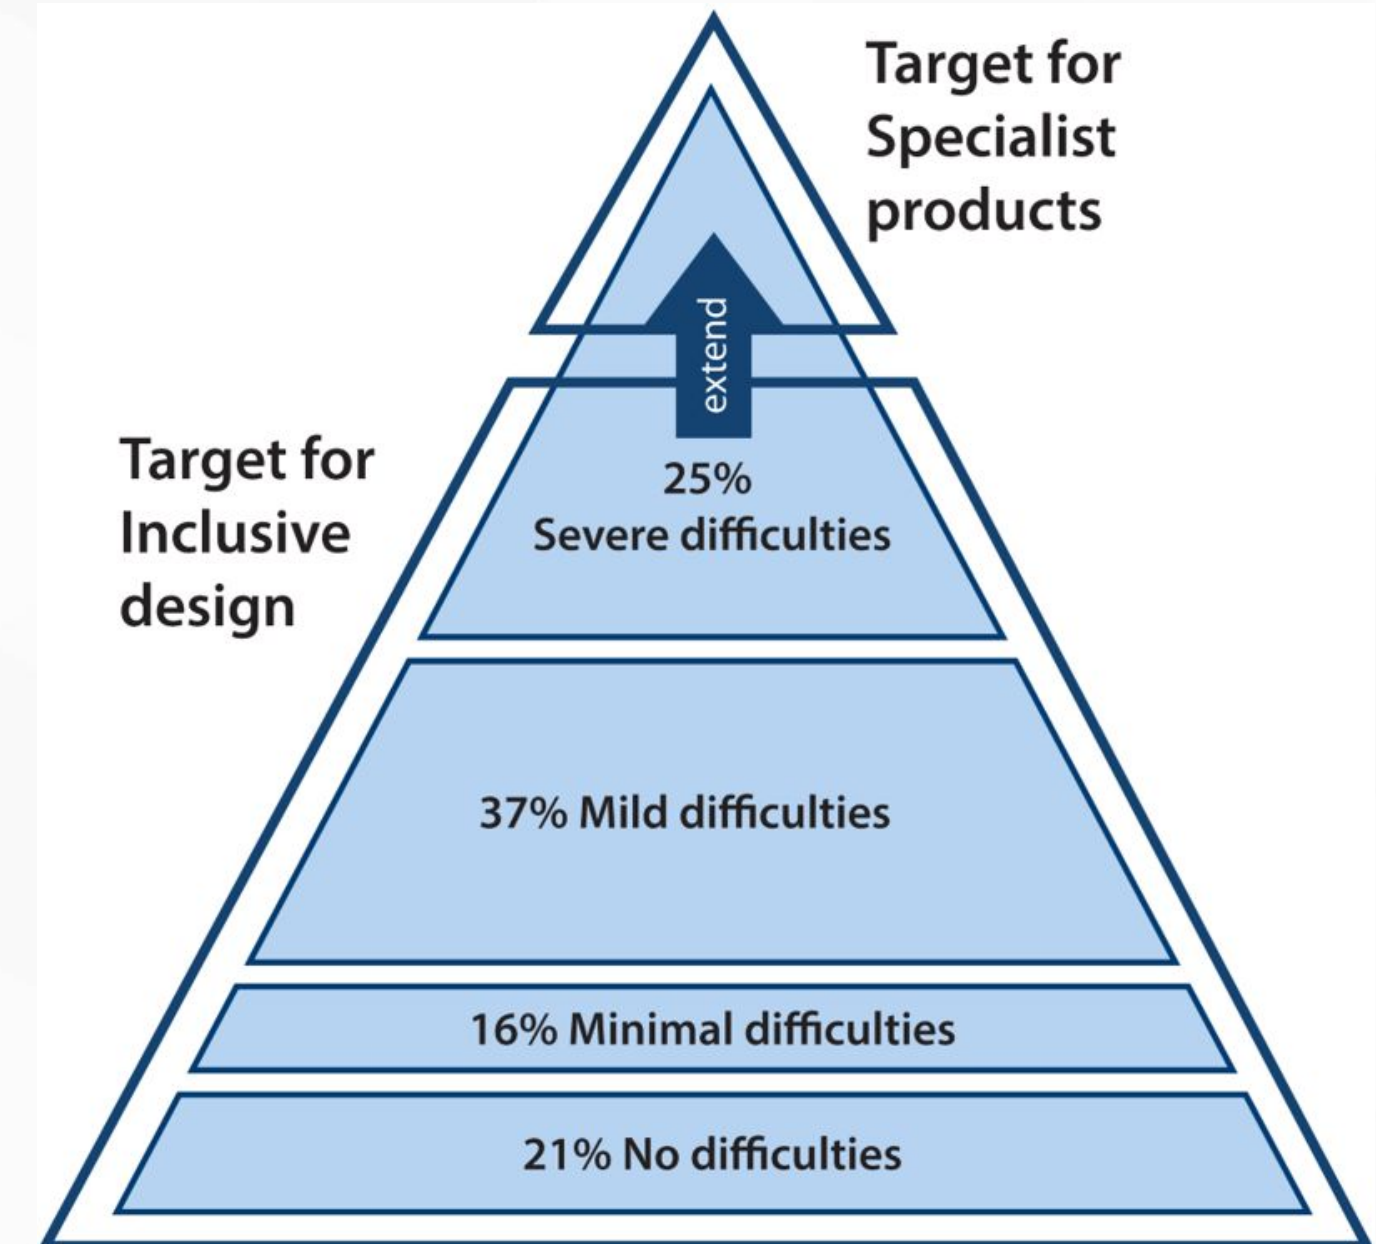 Target for
Specialist
products
extend
Target for
Inclusive
design
25%
Severe difficulties
37% Mild difficulties
16% Minimal difficulties
21% No difficulties